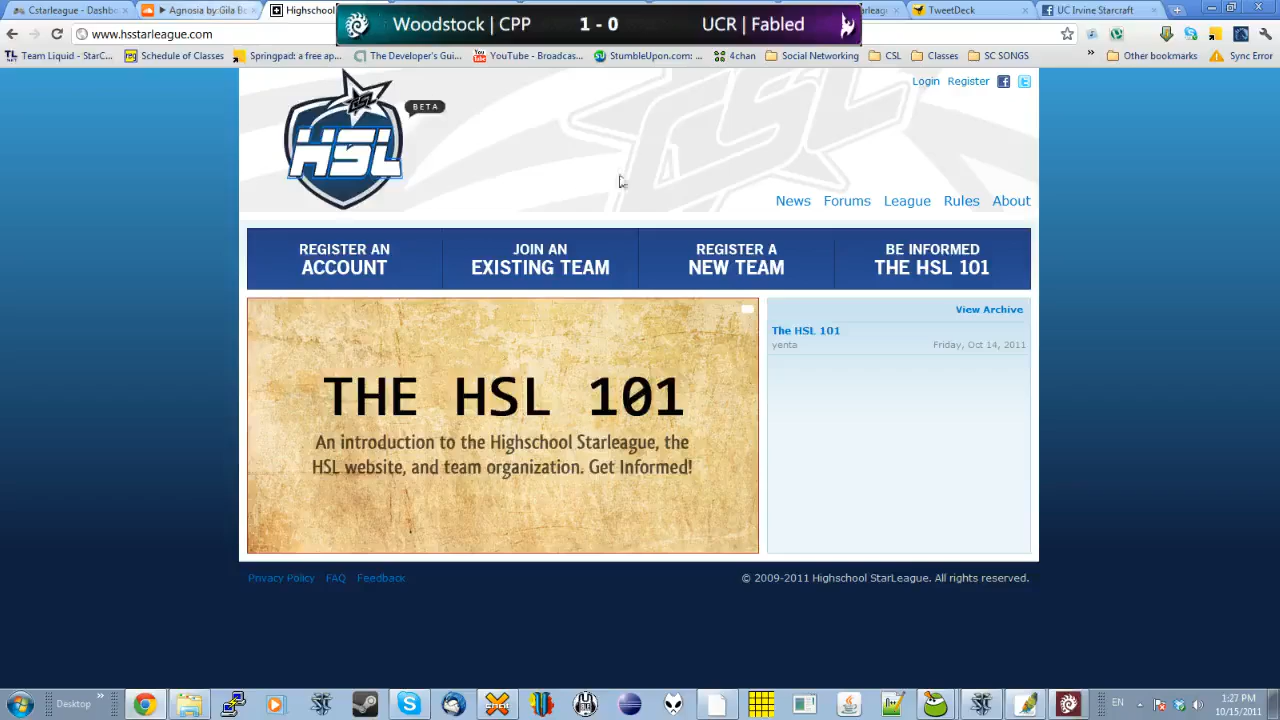 Cstarleague - Dashb
Agnosia by:Gila B
Highschool
TweetDeck
UC Irvine Starcraft
Woodstock | CPP 1 - 0 UCR | Fabled
www.hsstarleague.com
Team Liquid - StarC...
Schedule of Classes
Springpad: a free ap...
The Developer's Gui...
YouTube - Broadcas...
StumbleUpon.com: ...
4chan
Social Networking
CSL
Classes
SC SONGS
Other bookmarks
Sync Error
Login Register
BETA
HSL
CSL
News Forums League Rules About
REGISTER AN
ACCOUNT
JOIN AN
EXISTING TEAM
REGISTER A
NEW TEAM
BE INFORMED
THE HSL 101
THE HSL 101
An introduction to the Highschool Starleague, the
HSL website, and team organization. Get Informed!
View Archive
The HSL 101
yenta Friday, Oct 14, 2011
Privacy Policy FAQ Feedback
© 2009-2011 Highschool StarLeague. All rights reserved.
Desktop
EN
1:27 PM
10/15/2011